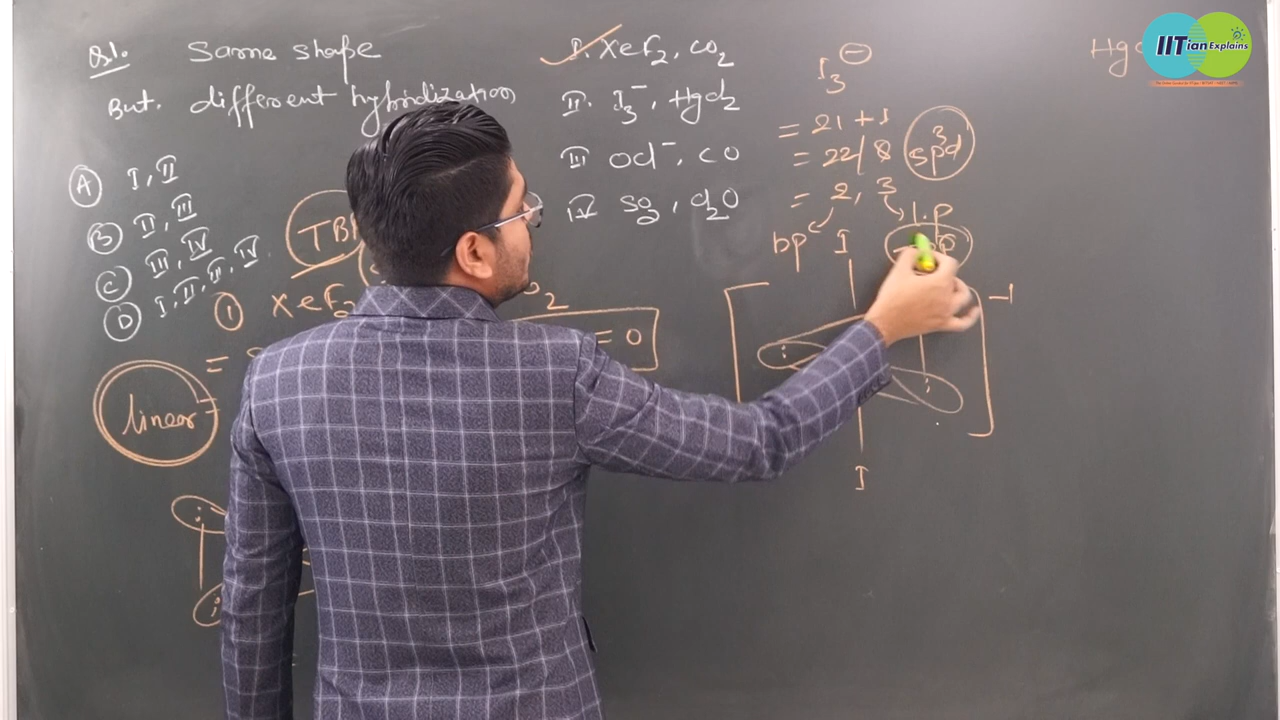 Q1. Same shape
But. different hybridization
A I, II
B II, III
C III, IV
D I, II, III, IV
I. XeF2, CO2
II. I3-, HgCl2
III OCl-, CO
IV SO2, Cl2O
TBP
① XeF2
=
linear
= 0
I3 ⊖
= 21 + 1
= 22/8 sp3d1
= 2, 3
bp l.p
I
-1
I
IITian Explains